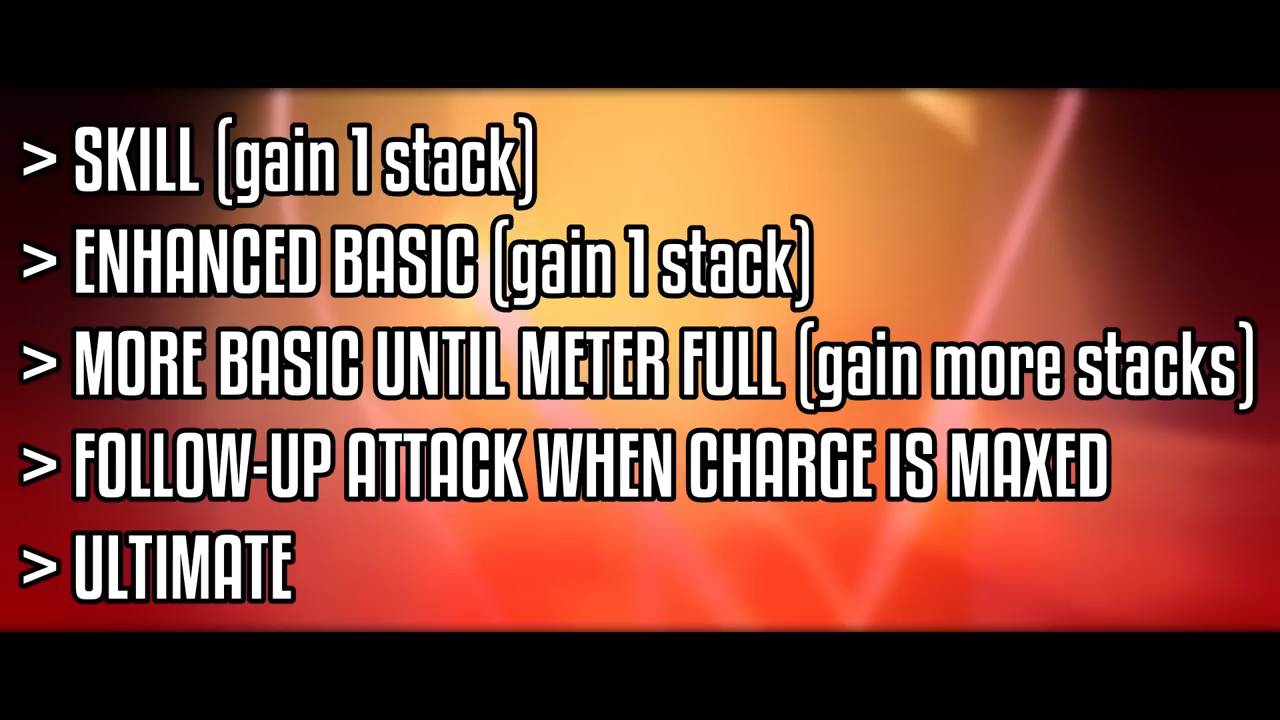 > SKILL (gain 1 stack)
> ENHANCED BASIC (gain 1 stack)
> MORE BASIC UNTIL METER FULL (gain more stacks)
> FOLLOW-UP ATTACK WHEN CHARGE IS MAXED
> ULTIMATE